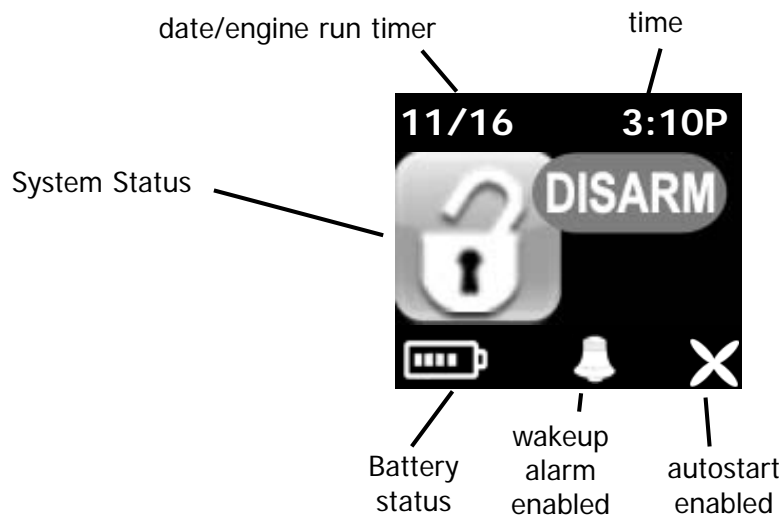 date/engine run timer
time
11/16 3:10P
System Status
DISARM
Battery
status
wakeup
alarm
enabled
autostart
enabled